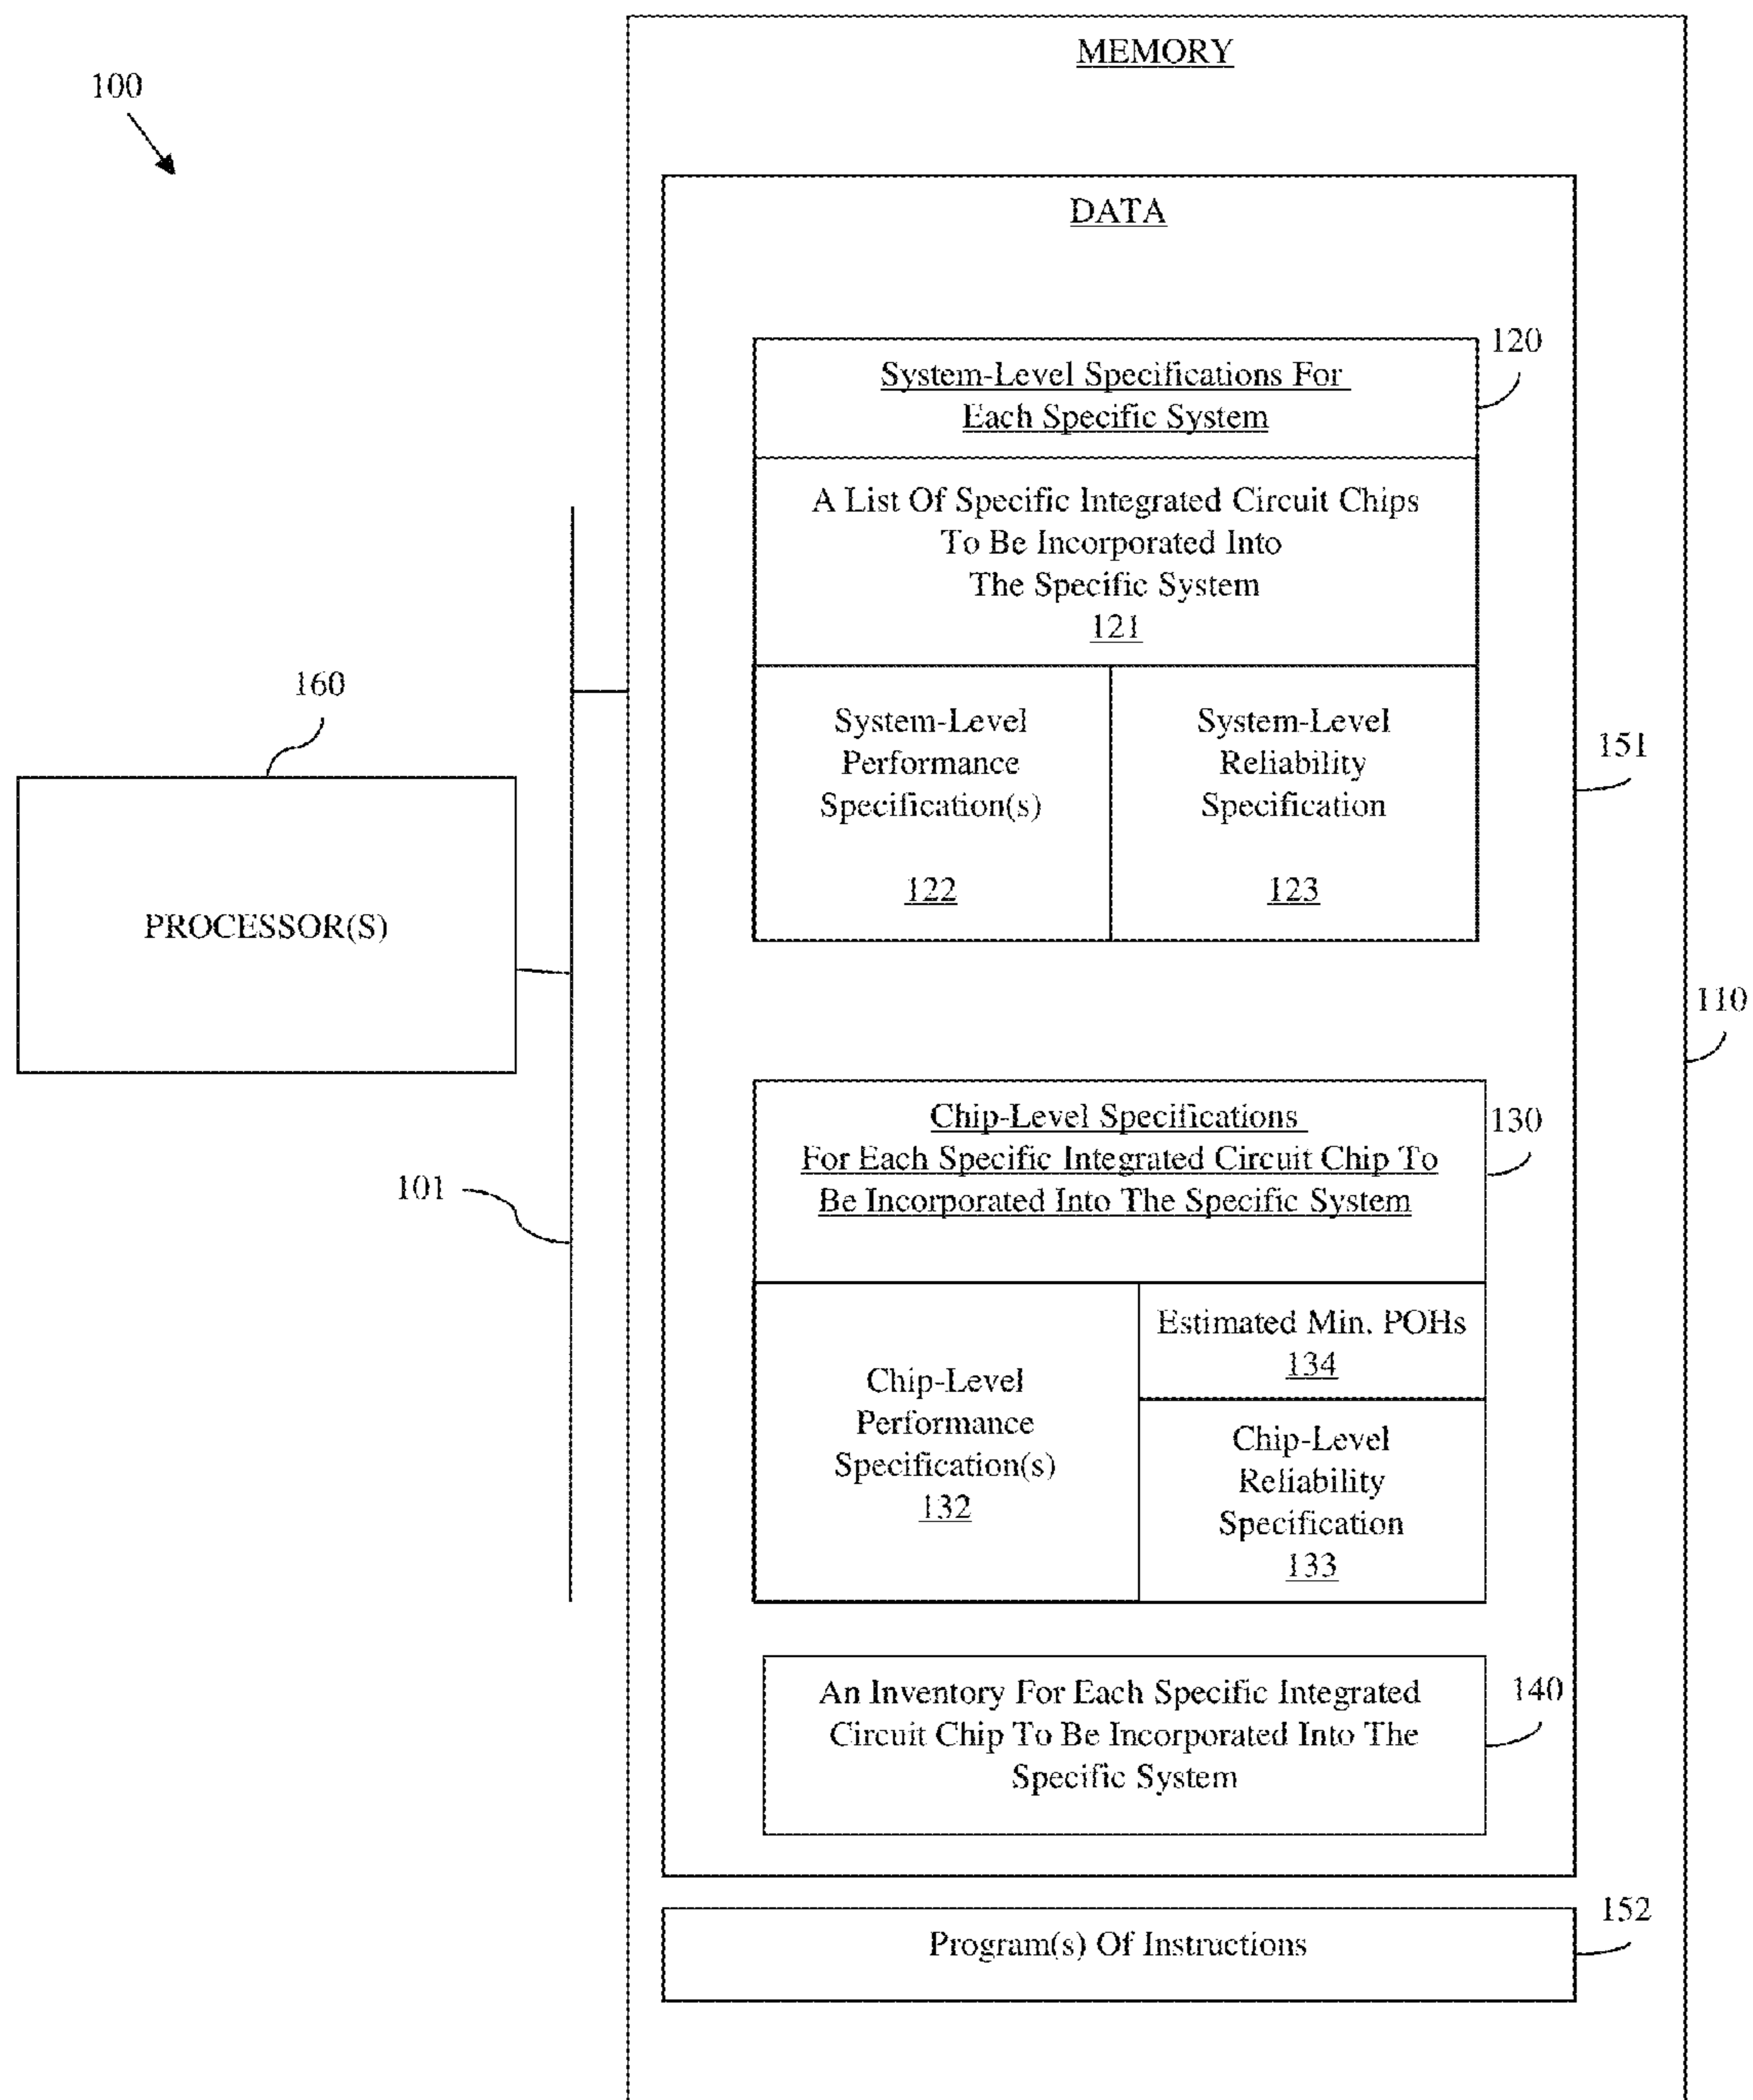 MEMORY
100
DATA
120
System-Level Specifications For
Each Specific System
A List Of Specific Integrated Circuit Chips
To Be Incorporated Into
The Specific System
121
160
System-Level
Performance
Specification(s)
122
System-Level
Reliability
Specification
123
151
PROCESSOR(S)
110
130
Chip-Level Specifications
For Each Specific Integrated Circuit Chip To
Be Incorporated Into The Specific System
101
Chip-Level
Performance
Specification(s)
132
Estimated Min. POHs
134
Chip-Level
Reliability
Specification
133
An Inventory For Each Specific Integrated
Circuit Chip To Be Incorporated Into The
Specific System
140
152
Program(s) Of Instructions